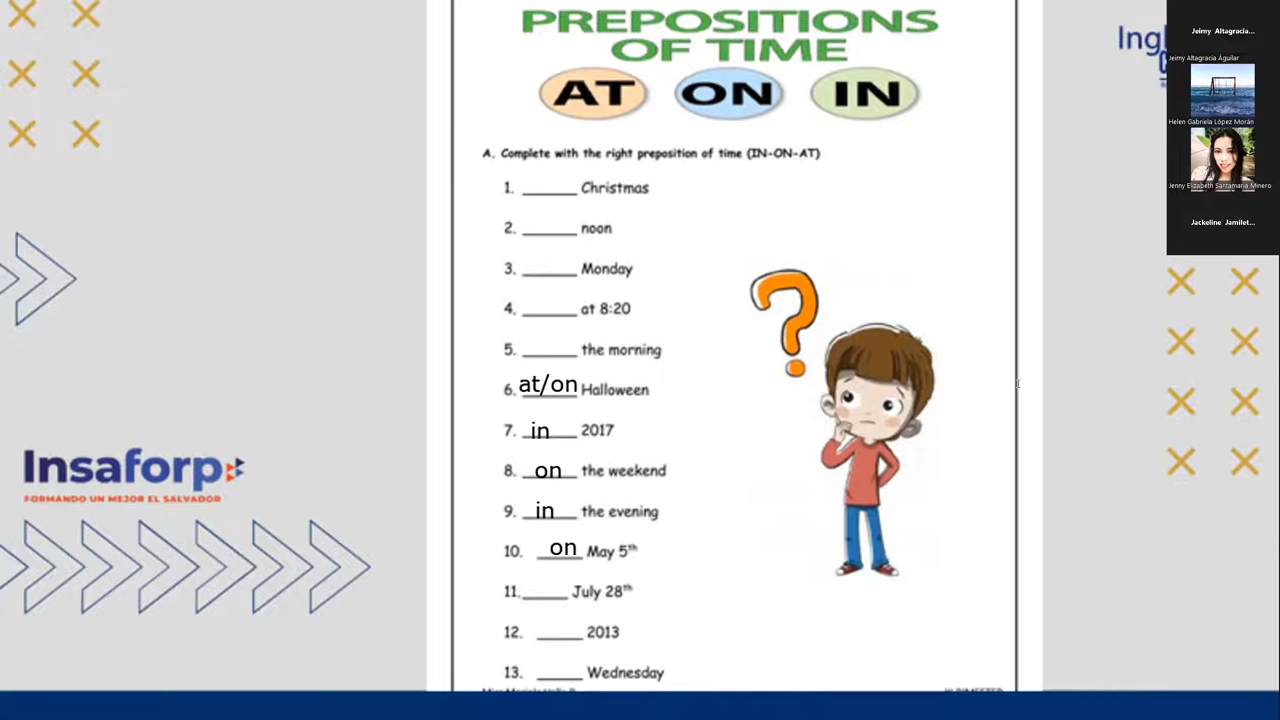 PREPOSITIONS
OF TIME
AT ON IN
A. Complete with the right preposition of time (IN-ON-AT)
1. ______ Christmas
2. ______ noon
3. ______ Monday
4. ______ at 8:20
5. ______ the morning
6. at/on Halloween
7. in 2017
8. on the weekend
9. in the evening
10. on May 5th
11. _____ July 28th
12. _____ 2013
13. _____ Wednesday
Insaforp
FORMANDO UN MEJOR EL SALVADOR
Jeimy Altagracia...
Jeimy Altagracia Aguilar
Helen Gabriela López Morán
Jenny Elizabeth Santamaria Minero
Jackeline Jamilet...